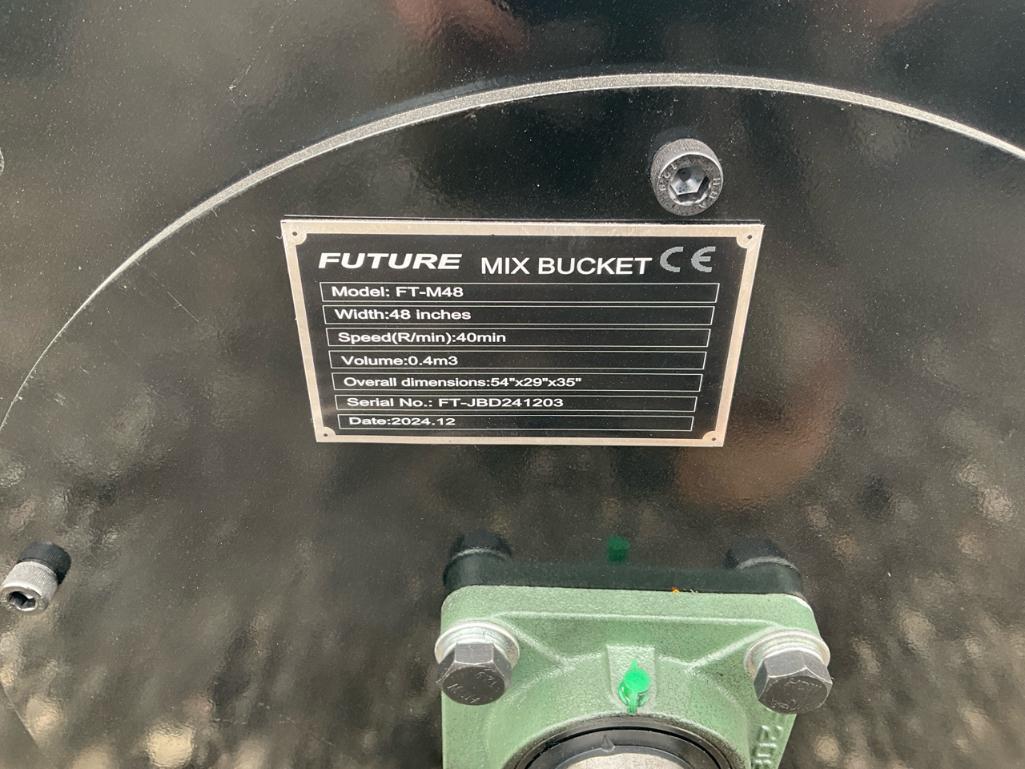 FUTURE MIX BUCKET CE
Model: FT-M48
Width:48 inches
Speed(R/min):40min
Volume:0.4m3
Overall dimensions:54"x29"x35"
Serial No.: FT-JBD241203
Date:2024.12